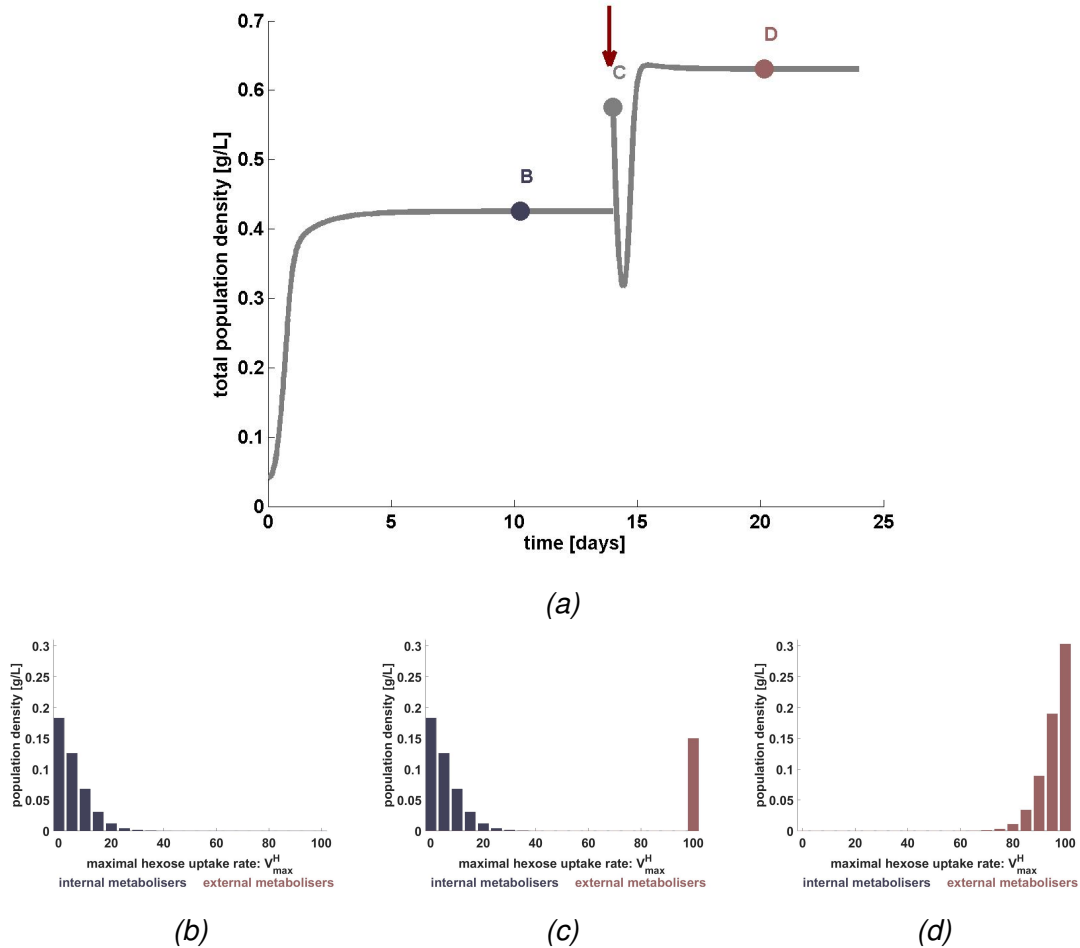 0.7
0.6
0.5
0.4
0.3
0.2
0.1
0
total population density [g/L]
B
C
D
0 5 10 15 20 25
time [days]
(a)
0.3
0.25
0.2
0.15
0.1
0.05
0
population density [g/L]
0 20 40 60 80 100
maximal hexose uptake rate: V^H_max
internal metabolisers external metabolisers
(b)
0.3
0.25
0.2
0.15
0.1
0.05
0
population density [g/L]
0 20 40 60 80 100
maximal hexose uptake rate: V^H_max
internal metabolisers external metabolisers
(c)
0.3
0.25
0.2
0.15
0.1
0.05
0
population density [g/L]
0 20 40 60 80 100
maximal hexose uptake rate: V^H_max
internal metabolisers external metabolisers
(d)